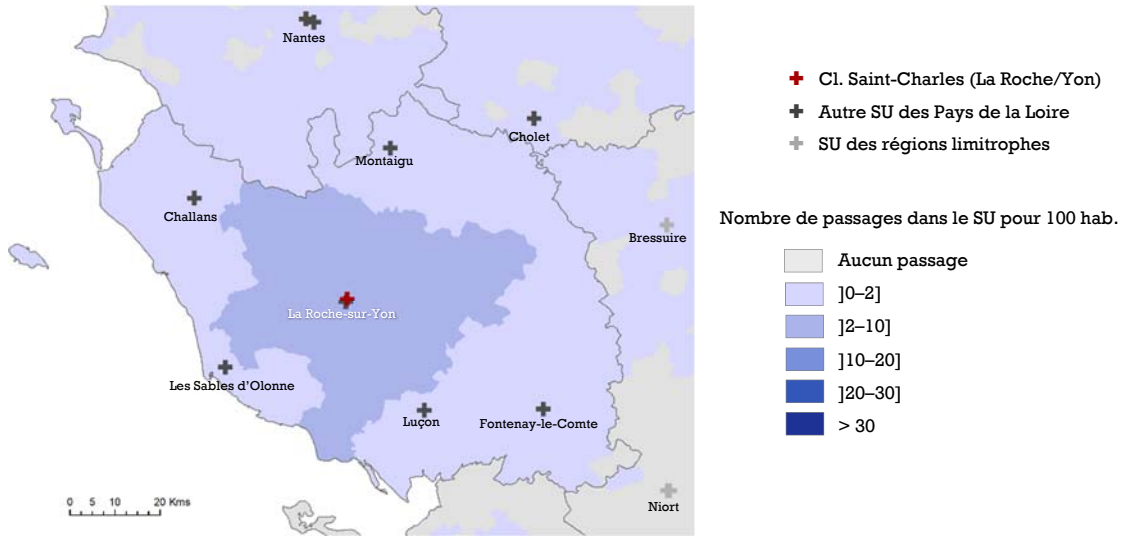 Nantes
Cholet
Montaigu
Challans
Bressuire
La Roche-sur-Yon
Les Sables d'Olonne
Luçon
Fontenay-le-Comte
Niort
0 5 10 20 Kms
Cl. Saint-Charles (La Roche/Yon)
Autre SU des Pays de la Loire
SU des régions limitrophes
Nombre de passages dans le SU pour 100 hab.
Aucun passage
]0–2]
]2–10]
]10–20]
]20–30]
> 30